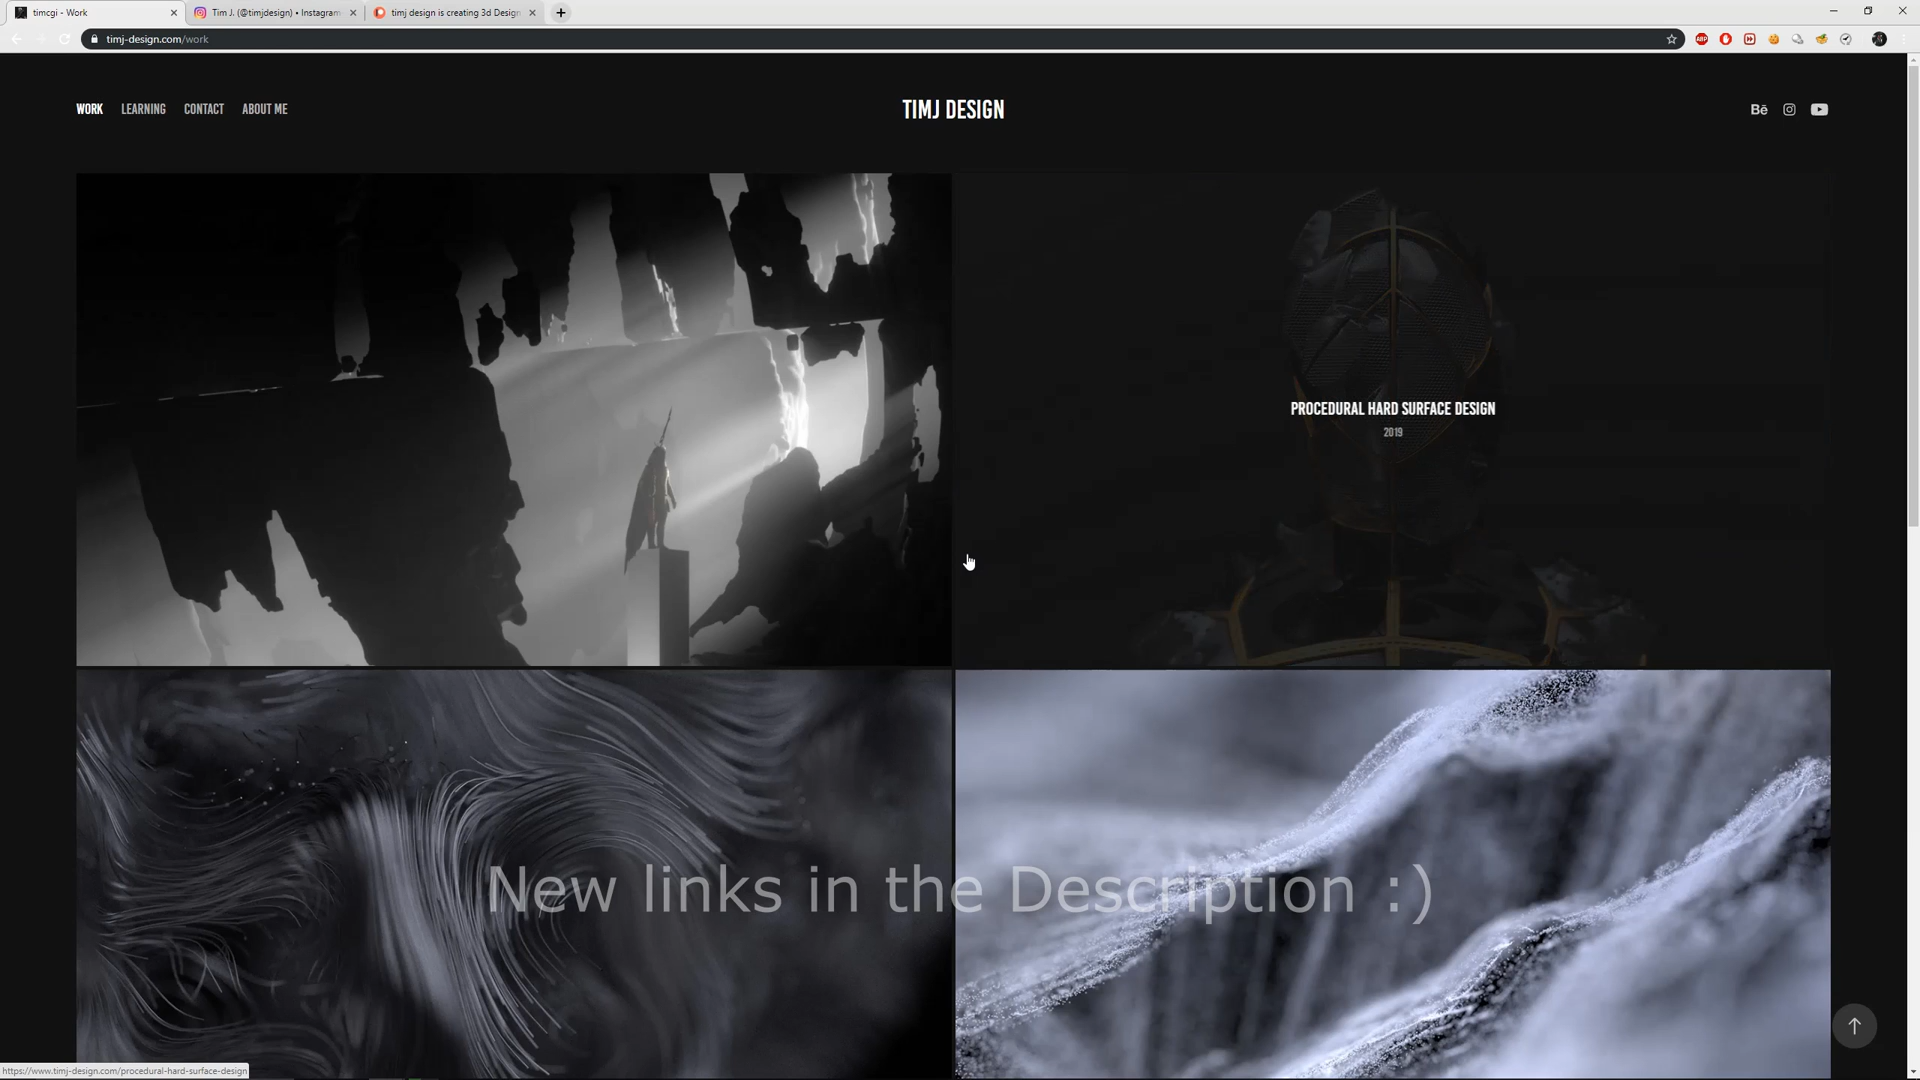 timcgi - Work
Tim J. (@timjdesign) • Instagram
timj design is creating 3d Design
timj-design.com/work
ABP
WORK
LEARNING
CONTACT
ABOUT ME
TIMJ DESIGN
Bē
PROCEDURAL HARD SURFACE DESIGN
2019
New links in the Description :)
https://www.timj-design.com/procedural-hard-surface-design